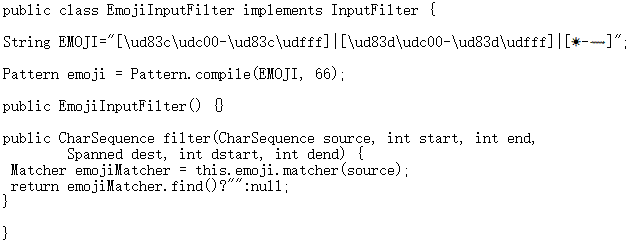 public class EmojiInputFilter implements InputFilter {
String EMOJI="[\ud83c\udc00-\ud83c\udfff]|[\ud83d\udc00-\ud83d\udfff]|[☀-⟿]";
Pattern emoji = Pattern.compile(EMOJI, 66);
public EmojiInputFilter() {}
public CharSequence filter(CharSequence source, int start, int end,
Spanned dest, int dstart, int dend) {
Matcher emojiMatcher = this.emoji.matcher(source);
return emojiMatcher.find()?"":null;
}
}